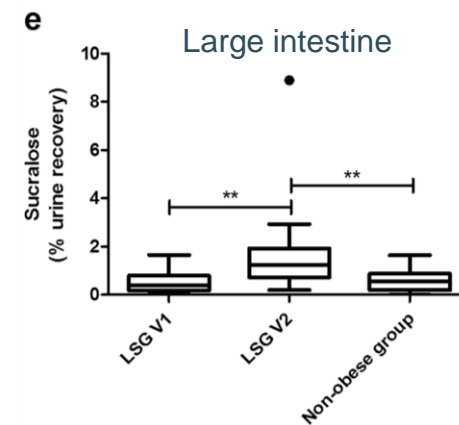 e
Large intestine
Sucralose
(% urine recovery)
10
8
6
4
2
0
**
**
LSG V1
LSG V2
Non-obese group